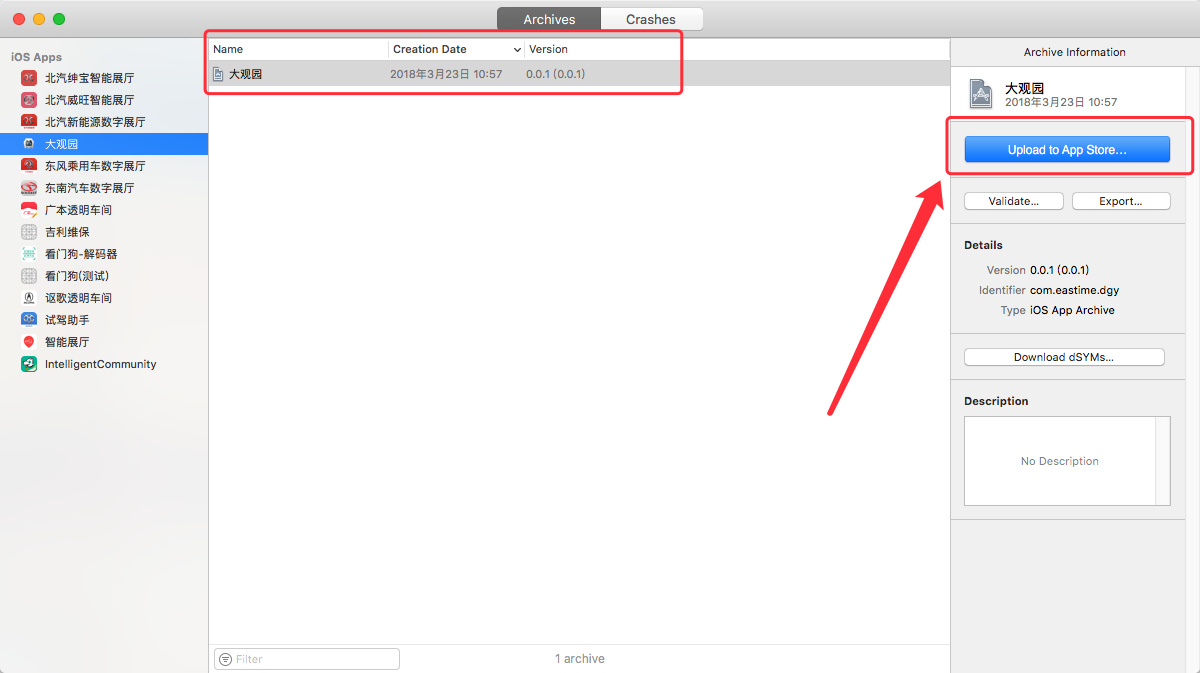 Archives
Crashes
iOS Apps
北汽绅宝智能展厅
北汽威旺智能展厅
北汽新能源数字展厅
大观园
东风乘用车数字展厅
东南汽车数字展厅
广本透明车间
吉利维保
看门狗-解码器
看门狗(测试)
讴歌透明车间
试驾助手
智能展厅
IntelligentCommunity
Name Creation Date Version
大观园 2018年3月23日 10:57 0.0.1 (0.0.1)
Filter
1 archive
Archive Information
大观园
2018年3月23日 10:57
Upload to App Store...
Validate...
Export...
Details
Version 0.0.1 (0.0.1)
Identifier com.eastime.dgy
Type iOS App Archive
Download dSYMs...
Description
No Description